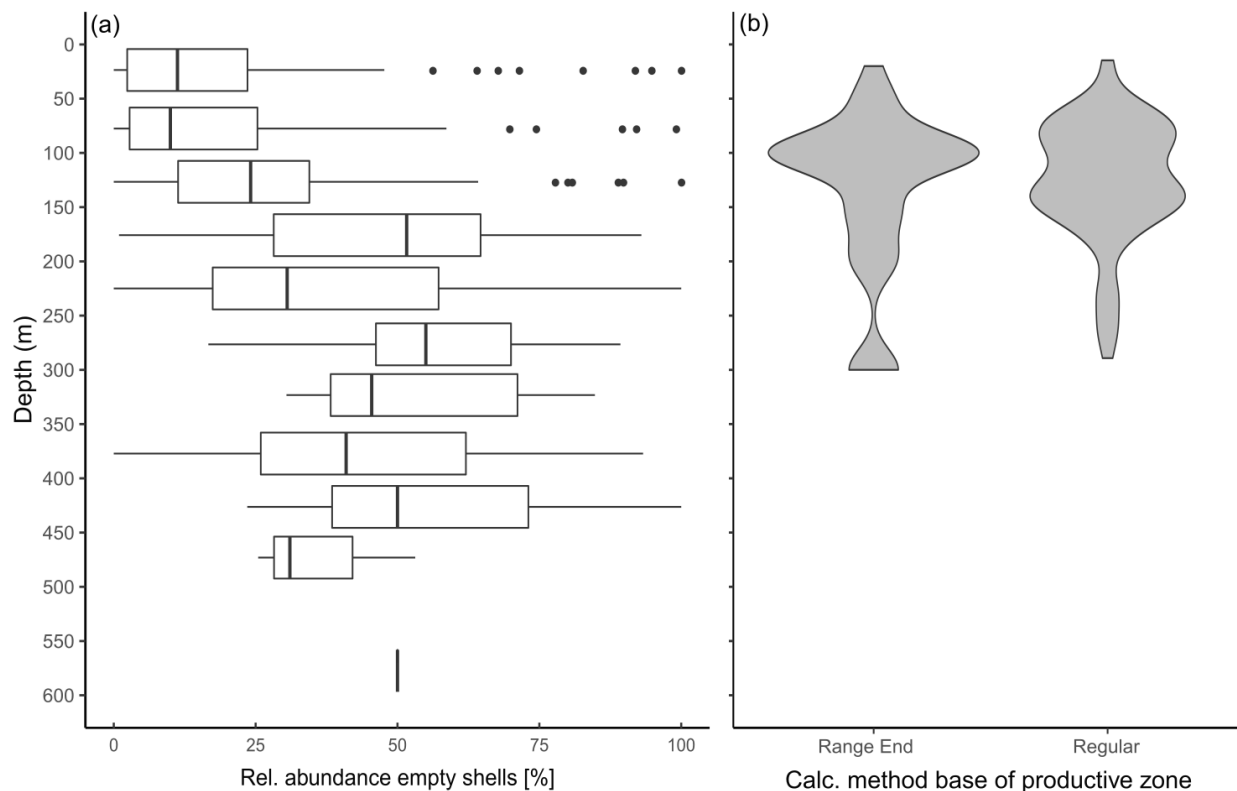 (a)
Depth (m)
0
50
100
150
200
250
300
350
400
450
500
550
600
0 25 50 75 100
Rel. abundance empty shells [%]
(b)
Range End Regular
Calc. method base of productive zone